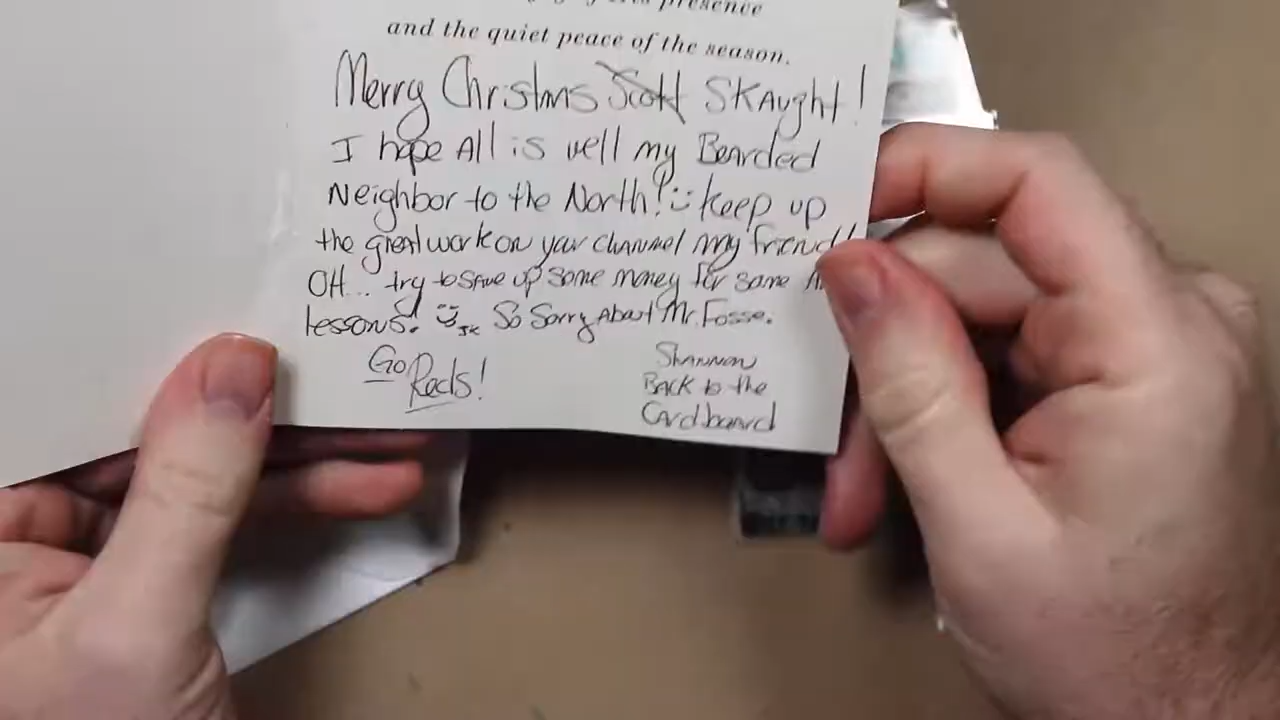 presence
and the quiet peace of the season.
Merry Christms Scott SKAught!
I hope All is well my Bearded
Neighbor to the North! :) keep up
the great work on your channel my friend!
OH... try to save up some money for some
lessons! :) JK So Sorry About Mr. Fosse.
Go Reds!
Shannon
Back to the
Cardboard